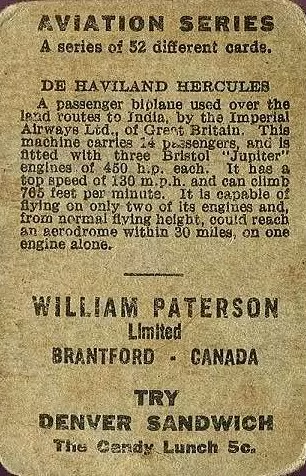 AVIATION SERIES
A series of 52 different cards.
DE HAVILAND HERCULES
A passenger biplane used over the
land routes to India, by the Imperial
Airways Ltd., of Great Britain. This
machine carries 14 passengers, and is
fitted with three Bristol "Jupiter"
engines of 450 h.p. each. It has a
top speed of 130 m.p.h. and can climb
765 feet per minute. It is capable of
flying on only two of its engines and,
from normal flying height, could reach
an aerodrome within 30 miles, on one
engine alone.
WILLIAM PATERSON
Limited
BRANTFORD - CANADA
TRY
DENVER SANDWICH
The Candy Lunch 5c.